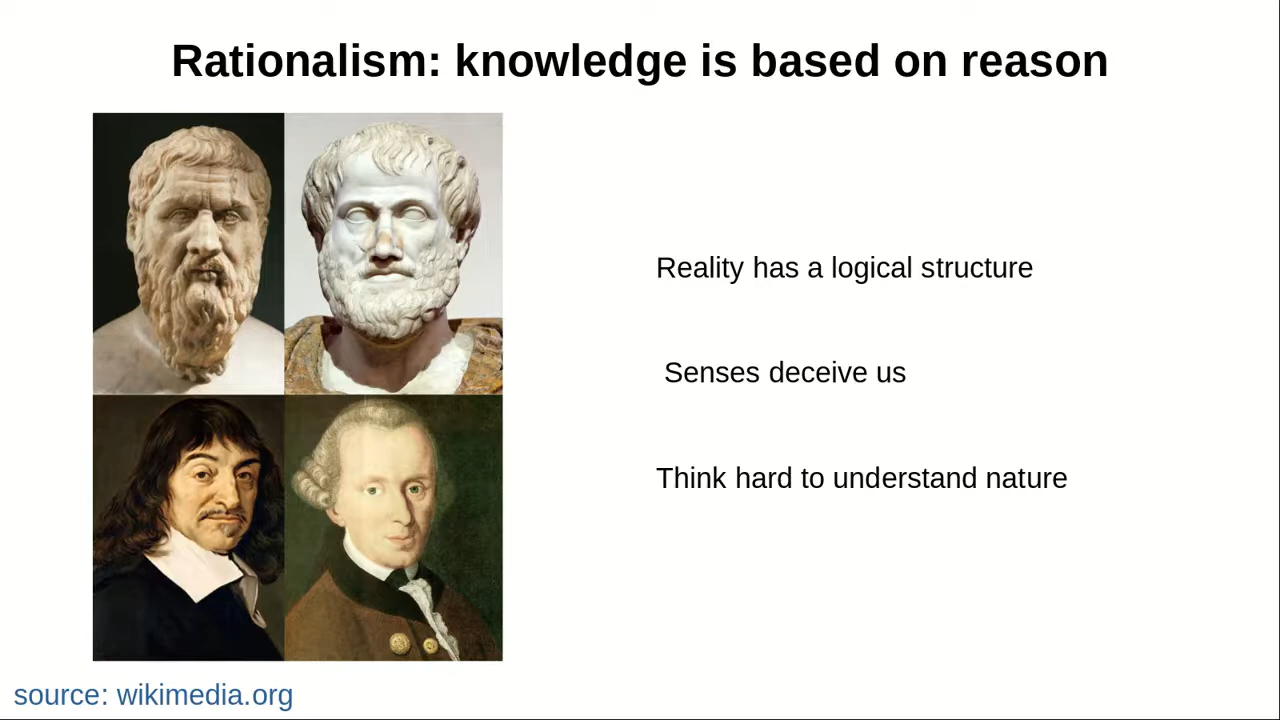 Rationalism: knowledge is based on reason
Reality has a logical structure
Senses deceive us
Think hard to understand nature
source: wikimedia.org